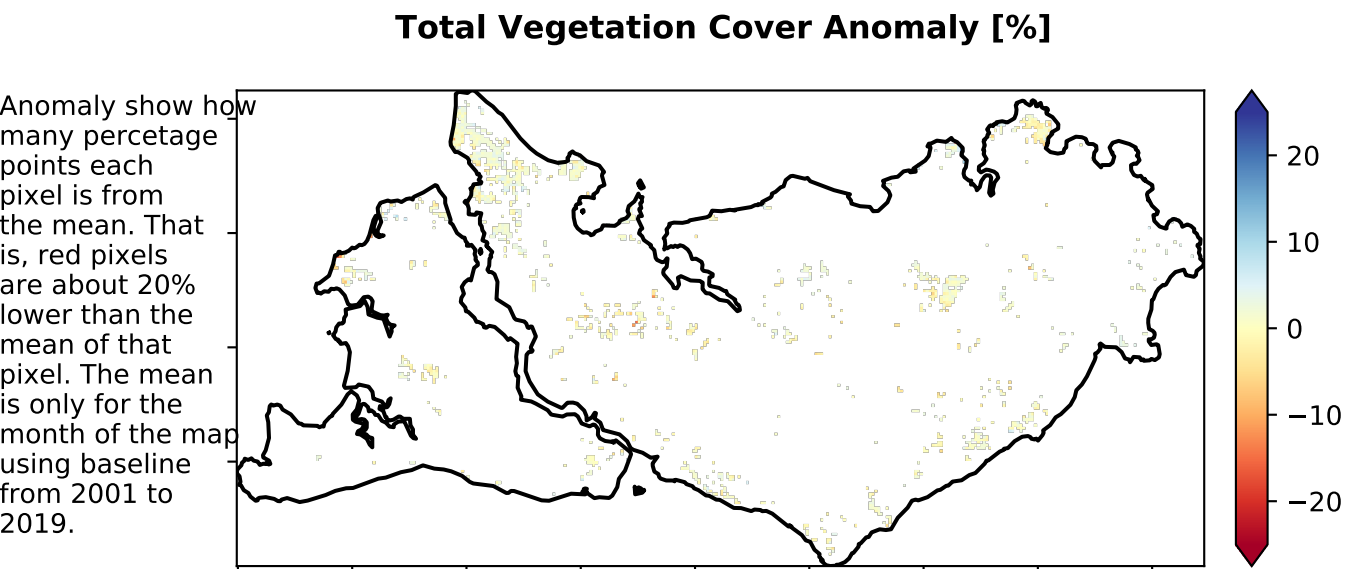 Total Vegetation Cover Anomaly [%]
Anomaly show how
many percetage
points each
pixel is from
the mean. That
is, red pixels
are about 20%
lower than the
mean of that
pixel. The mean
is only for the
month of the map
using baseline
from 2001 to
2019.
20
10
0
−10
−20